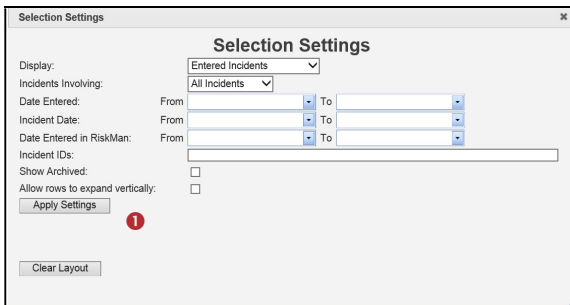 Selection Settings
Selection Settings
Display: Entered Incidents
Incidents Involving: All Incidents
Date Entered: From To
Incident Date: From To
Date Entered in RiskMan: From To
Incident IDs:
Show Archived:
Allow rows to expand vertically:
Apply Settings
1
Clear Layout